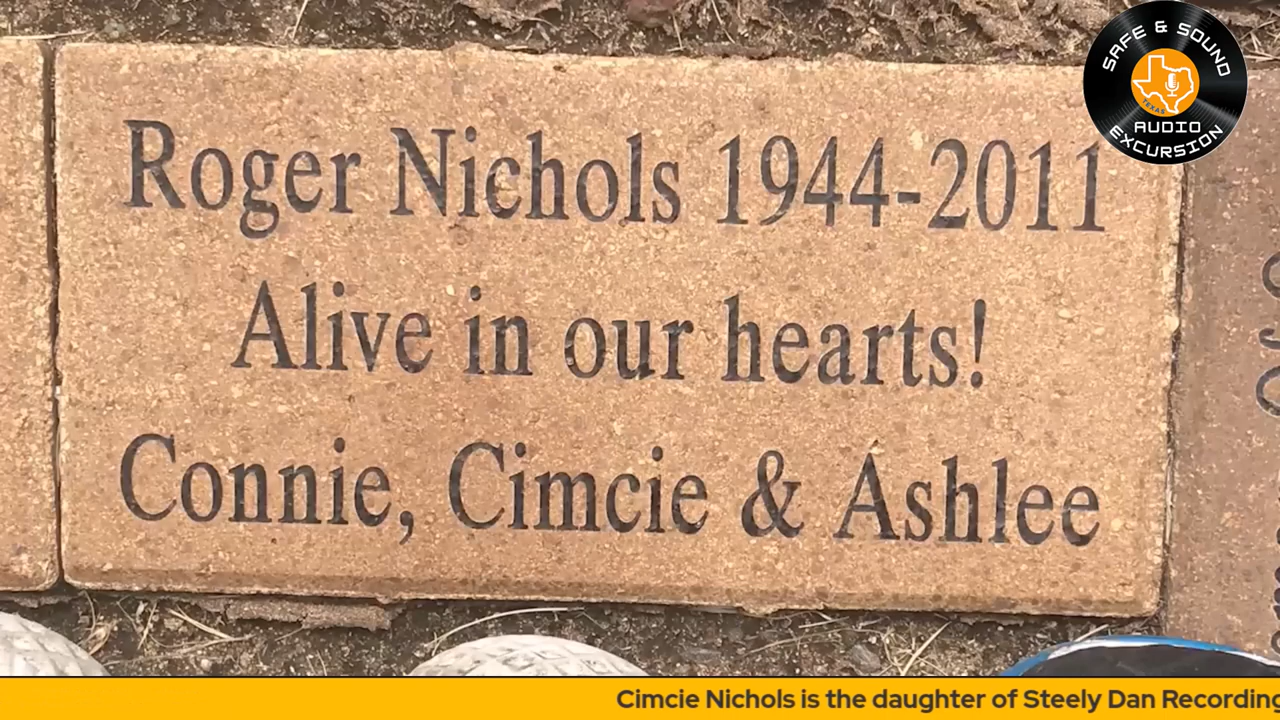 SAFE & SOUND
TEXAS
AUDIO
EXCURSION
Roger Nichols 1944-2011
Alive in our hearts!
Connie, Cimcie & Ashlee
Cimcie Nichols is the daughter of Steely Dan Recording